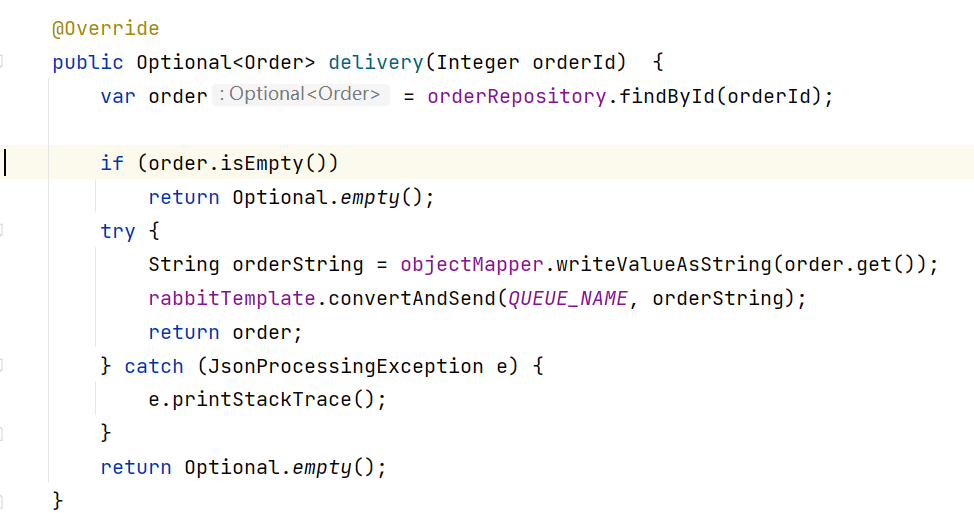 @Override
public Optional<Order> delivery(Integer orderId)  {
    var order : Optional<Order>  = orderRepository.findById(orderId);
    if (order.isEmpty())
        return Optional.empty();
    try {
        String orderString = objectMapper.writeValueAsString(order.get());
        rabbitTemplate.convertAndSend(QUEUE_NAME, orderString);
        return order;
    } catch (JsonProcessingException e) {
        e.printStackTrace();
    }
    return Optional.empty();
}